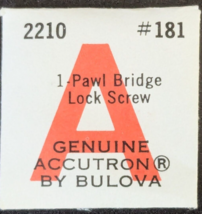 2210 #181
1-Pawl Bridge
Lock Screw
GENUINE
ACCUTRON®
BY BULOVA